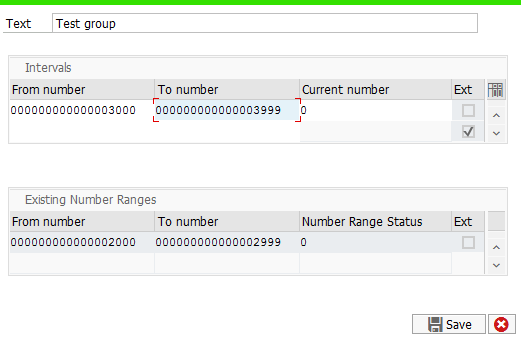 Text Test group
Intervals
From number To number Current number Ext
000000000000003000 000000000000003999 0
Existing Number Ranges
From number To number Number Range Status Ext
000000000000002000 000000000000002999 0
Save